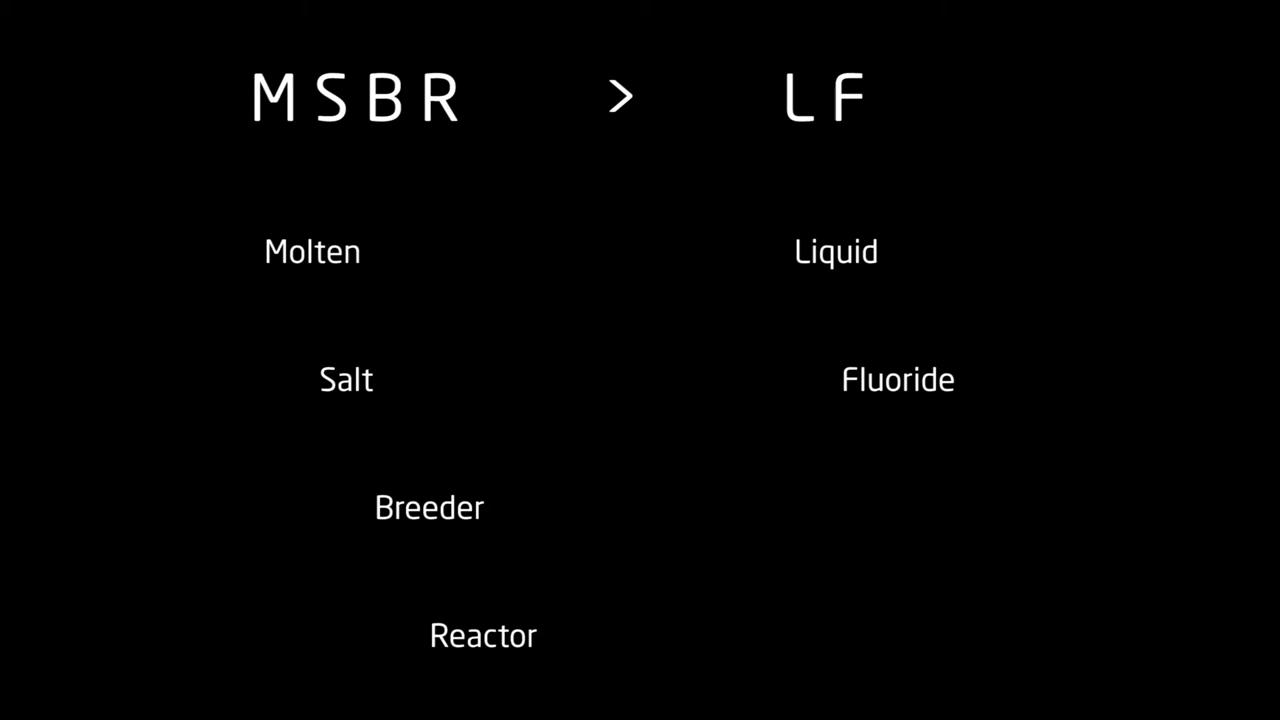 MSBR > LF
Molten Liquid
Salt Fluoride
Breeder
Reactor